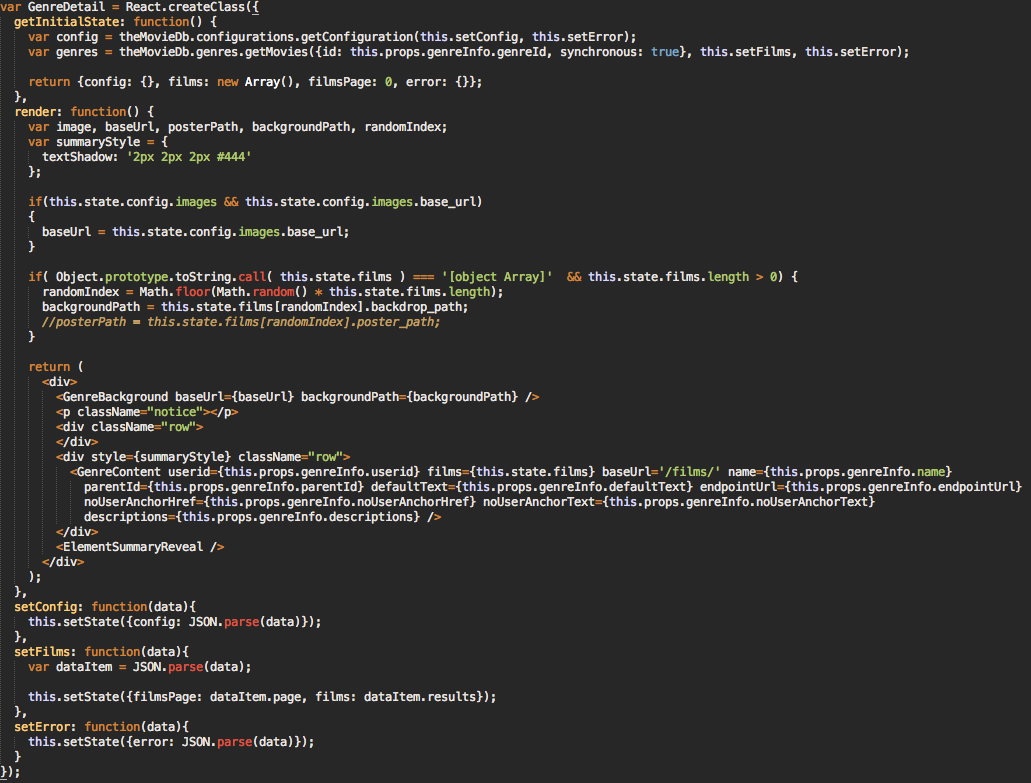 var GenreDetail = React.createClass({
  getInitialState: function() {
    var config = theMovieDb.configurations.getConfiguration(this.setConfig, this.setError);
    var genres = theMovieDb.genres.getMovies({id: this.props.genreInfo.genreId, synchronous: true}, this.setFilms, this.setError);

    return {config: {}, films: new Array(), filmsPage: 0, error: {}};
  },
  render: function() {
    var image, baseUrl, posterPath, backgroundPath, randomIndex;
    var summaryStyle = {
      textShadow: '2px 2px 2px #444'
    };

    if(this.state.config.images && this.state.config.images.base_url)
    {
      baseUrl = this.state.config.images.base_url;
    }

    if( Object.prototype.toString.call( this.state.films ) === '[object Array]'  && this.state.films.length > 0) {
      randomIndex = Math.floor(Math.random() * this.state.films.length);
      backgroundPath = this.state.films[randomIndex].backdrop_path;
      //posterPath = this.state.films[randomIndex].poster_path;
    }

    return (
      <div>
        <GenreBackground baseUrl={baseUrl} backgroundPath={backgroundPath} />
        <p className="notice"></p>
        <div className="row">
        </div>
        <div style={summaryStyle} className="row">
          <GenreContent userid={this.props.genreInfo.userid} films={this.state.films} baseUrl='/films/' name={this.props.genreInfo.name}
            parentId={this.props.genreInfo.parentId} defaultText={this.props.genreInfo.defaultText} endpointUrl={this.props.genreInfo.endpointUrl}
            noUserAnchorHref={this.props.genreInfo.noUserAnchorHref} noUserAnchorText={this.props.genreInfo.noUserAnchorText}
            descriptions={this.props.genreInfo.descriptions} />
        </div>
        <ElementSummaryReveal />
      </div>
    );
  },
  setConfig: function(data){
    this.setState({config: JSON.parse(data)});
  },
  setFilms: function(data){
    var dataItem = JSON.parse(data);

    this.setState({filmsPage: dataItem.page, films: dataItem.results});
  },
  setError: function(data){
    this.setState({error: JSON.parse(data)});
  }
});